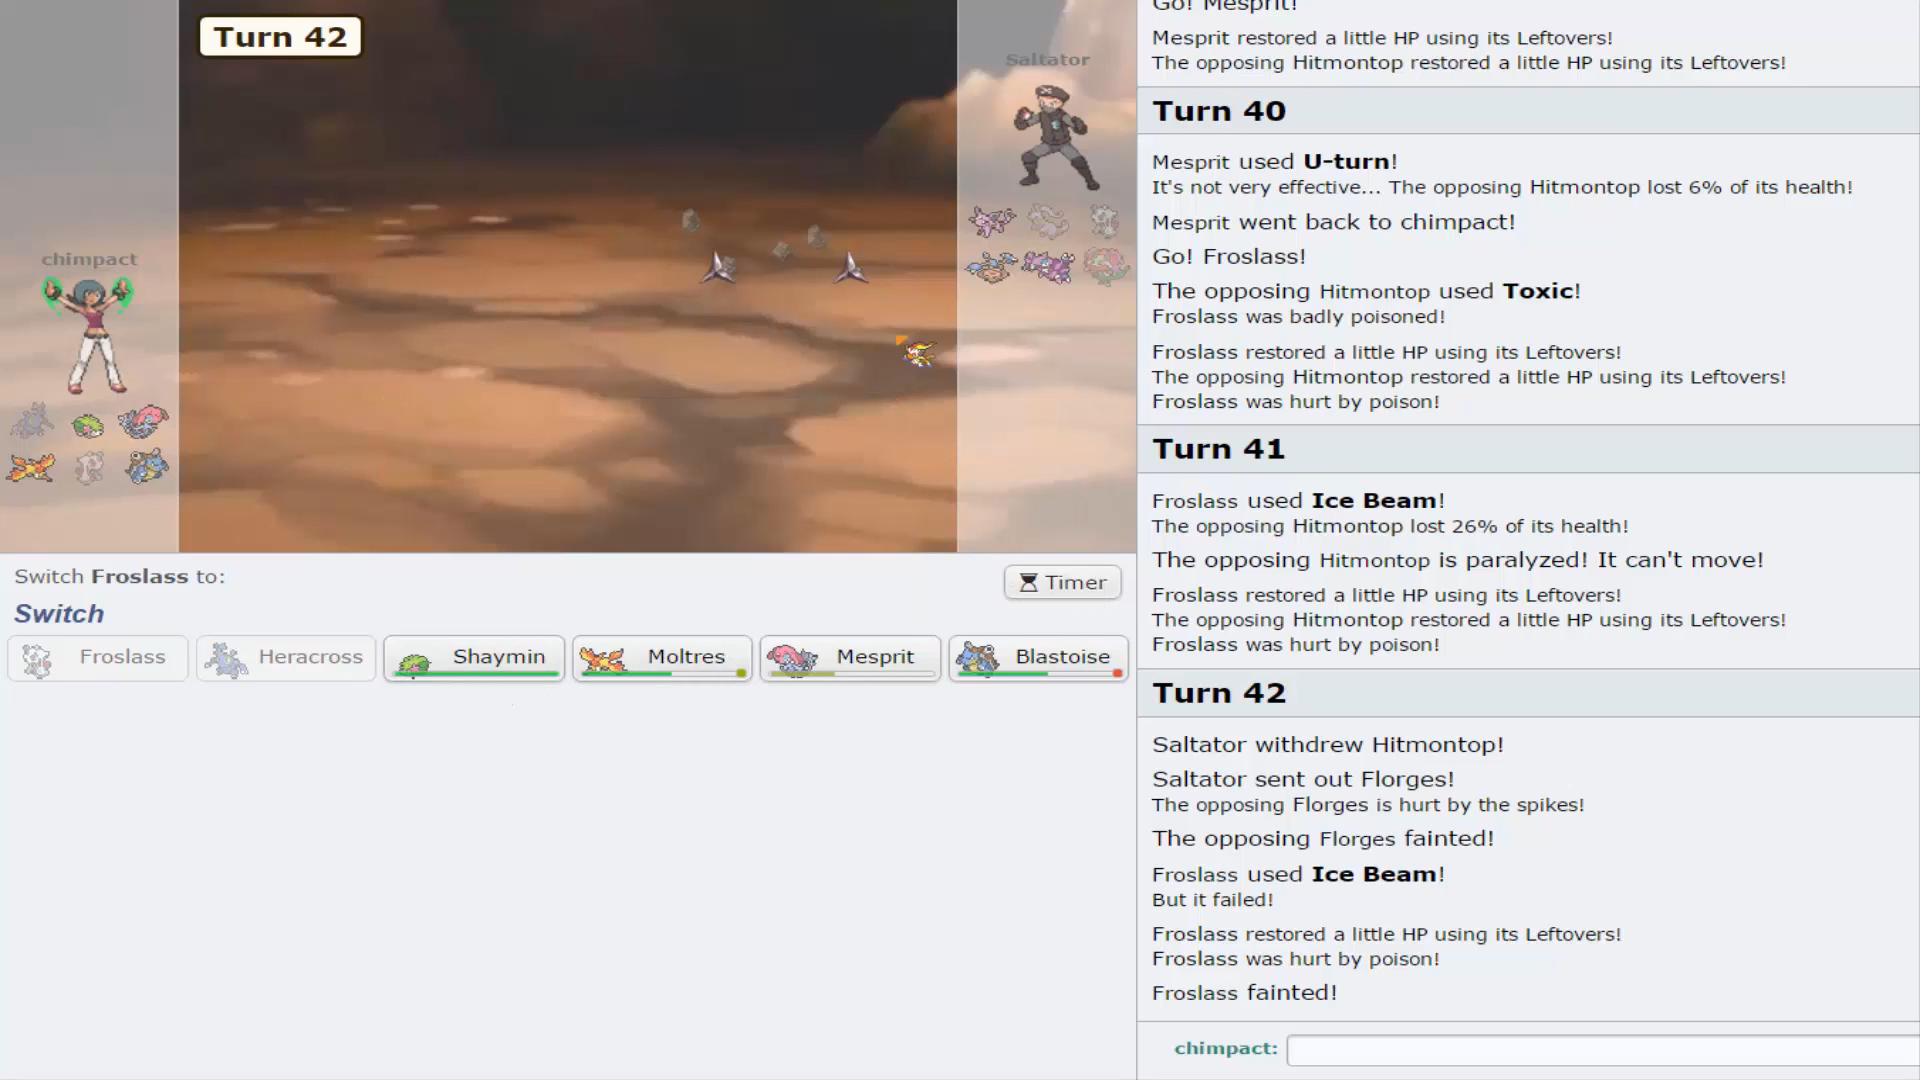 Turn 42
Saltator
chimpact
Switch Froslass to:
Timer
Switch
Froslass
Heracross
Shaymin
Moltres
Mesprit
Blastoise
Go! Mesprit!
Mesprit restored a little HP using its Leftovers!
The opposing Hitmontop restored a little HP using its Leftovers!
Turn 40
Mesprit used U-turn!
It's not very effective... The opposing Hitmontop lost 6% of its health!
Mesprit went back to chimpact!
Go! Froslass!
The opposing Hitmontop used Toxic!
Froslass was badly poisoned!
Froslass restored a little HP using its Leftovers!
The opposing Hitmontop restored a little HP using its Leftovers!
Froslass was hurt by poison!
Turn 41
Froslass used Ice Beam!
The opposing Hitmontop lost 26% of its health!
The opposing Hitmontop is paralyzed! It can't move!
Froslass restored a little HP using its Leftovers!
The opposing Hitmontop restored a little HP using its Leftovers!
Froslass was hurt by poison!
Turn 42
Saltator withdrew Hitmontop!
Saltator sent out Florges!
The opposing Florges is hurt by the spikes!
The opposing Florges fainted!
Froslass used Ice Beam!
But it failed!
Froslass restored a little HP using its Leftovers!
Froslass was hurt by poison!
Froslass fainted!
chimpact: